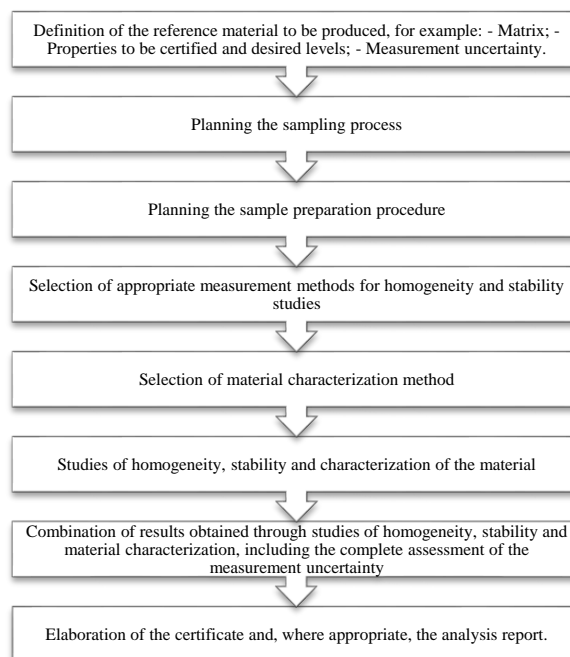 Definition of the reference material to be produced, for example: - Matrix; -
Properties to be certified and desired levels; - Measurement uncertainty.
Planning the sampling process
Planning the sample preparation procedure
Selection of appropriate measurement methods for homogeneity and stability
studies
Selection of material characterization method
Studies of homogeneity, stability and characterization of the material
Combination of results obtained through studies of homogeneity, stability and
material characterization, including the complete assessment of the
measurement uncertainty
Elaboration of the certificate and, where appropriate, the analysis report.